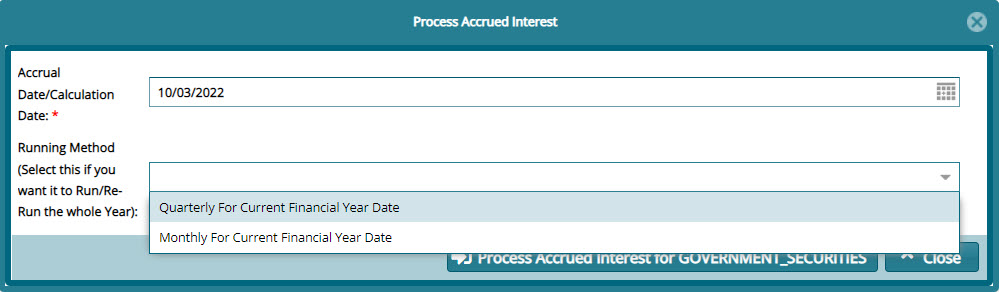 Process Accrued Interest
Accrual
Date/Calculation
Date: *
10/03/2022
Running Method
(Select this if you
want it to Run/Re-
Run the whole Year):
Quarterly For Current Financial Year Date
Monthly For Current Financial Year Date
Process Accrued Interest for GOVERNMENT_SECURITIES
Close